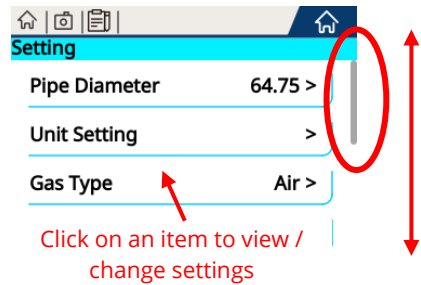 Setting
Pipe Diameter 64.75 >
Unit Setting >
Gas Type Air >
Click on an item to view /
change settings